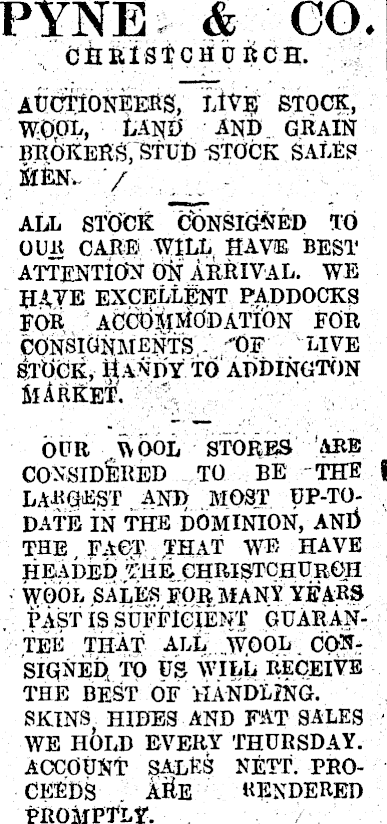 PYNE & CO.
CHRISTCHURCH.
AUCTIONEERS, LIVE STOCK,
WOOL, LAND AND GRAIN
BROKERS, STUD STOCK SALES
MEN.
ALL STOCK CONSIGNED TO
OUR CARE WILL HAVE BEST
ATTENTION ON ARRIVAL. WE
HAVE EXCELLENT PADDOCKS
FOR ACCOMMODATION FOR
CONSIGNMENTS OF LIVE
STOCK, HANDY TO ADDINGTON
MARKET.
OUR WOOL STORES ARE
CONSIDERED TO BE THE
LARGEST AND MOST UP-TO-
DATE IN THE DOMINION, AND
THE FACT THAT WE HAVE
HEADED THE CHRISTCHURCH
WOOL SALES FOR MANY YEARS
PAST IS SUFFICIENT GUARAN-
TEE THAT ALL WOOL CON-
SIGNED TO US WILL RECEIVE
THE BEST OF HANDLING.
SKINS, HIDES AND FAT SALES
WE HOLD EVERY THURSDAY.
ACCOUNT SALES NETT. PRO-
CEEDS ARE RENDERED
PROMPTLY.